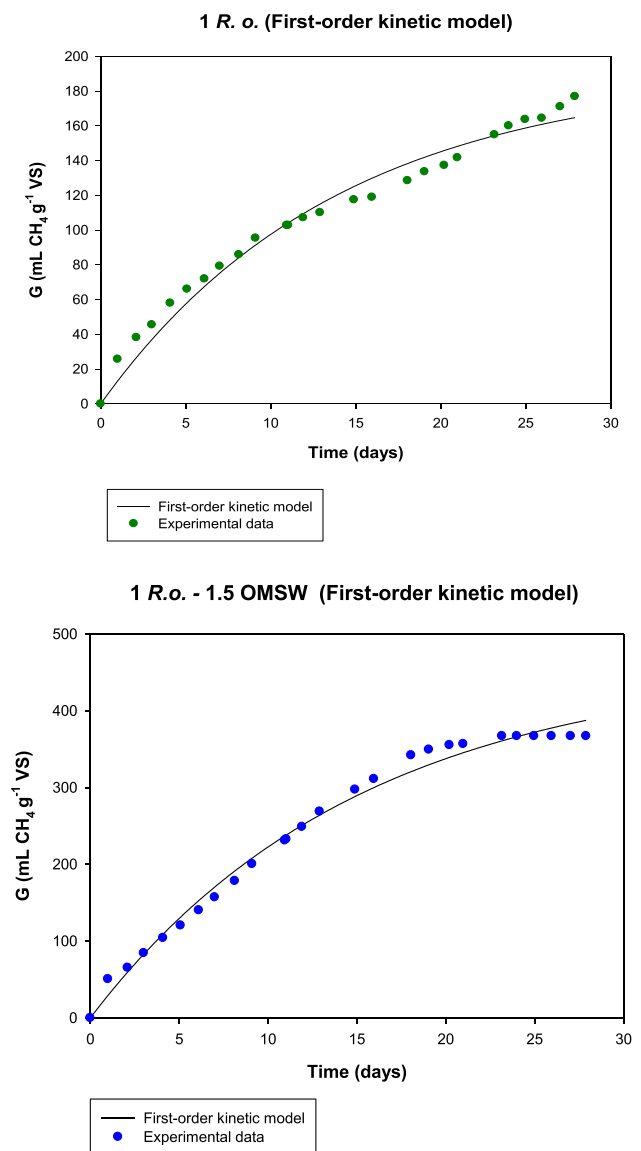 1 R. o. (First-order kinetic model)
200
180
160
140
120
100
80
60
40
20
0
G (mL CH4 g-1 VS)
0 5 10 15 20 25 30
Time (days)
First-order kinetic model
Experimental data
1 R.o. - 1.5 OMSW (First-order kinetic model)
500
400
300
200
100
0
G (mL CH4 g-1 VS)
0 5 10 15 20 25 30
Time (days)
First-order kinetic model
Experimental data